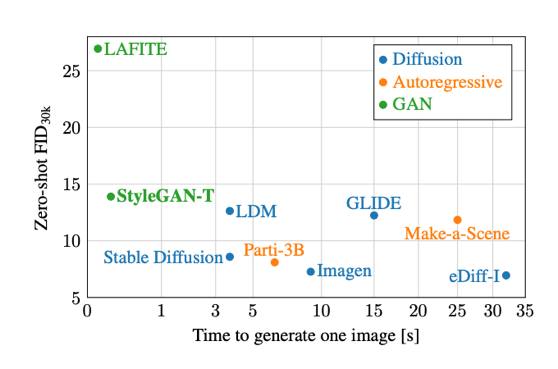 LAFITE
Diffusion
Autoregressive
GAN
25
20
15
10
5
Zero-shot FID30k
StyleGAN-T
LDM
GLIDE
Make-a-Scene
Stable Diffusion
Parti-3B
Imagen
eDiff-I
0 1 3 5 10 15 20 25 30 35
Time to generate one image [s]